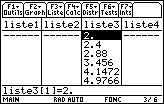 F1▾ F2▾ F3▾ F4▾ F5▾ F6▾ F7▾
Outils Graph Liste Calc Distr Tests Ints
liste1 liste2 liste3 liste4
2.
2.4
2.88
3.456
4.1472
4.9766
liste3[1]=2.
MAIN RAD AUTO FONC 3/6